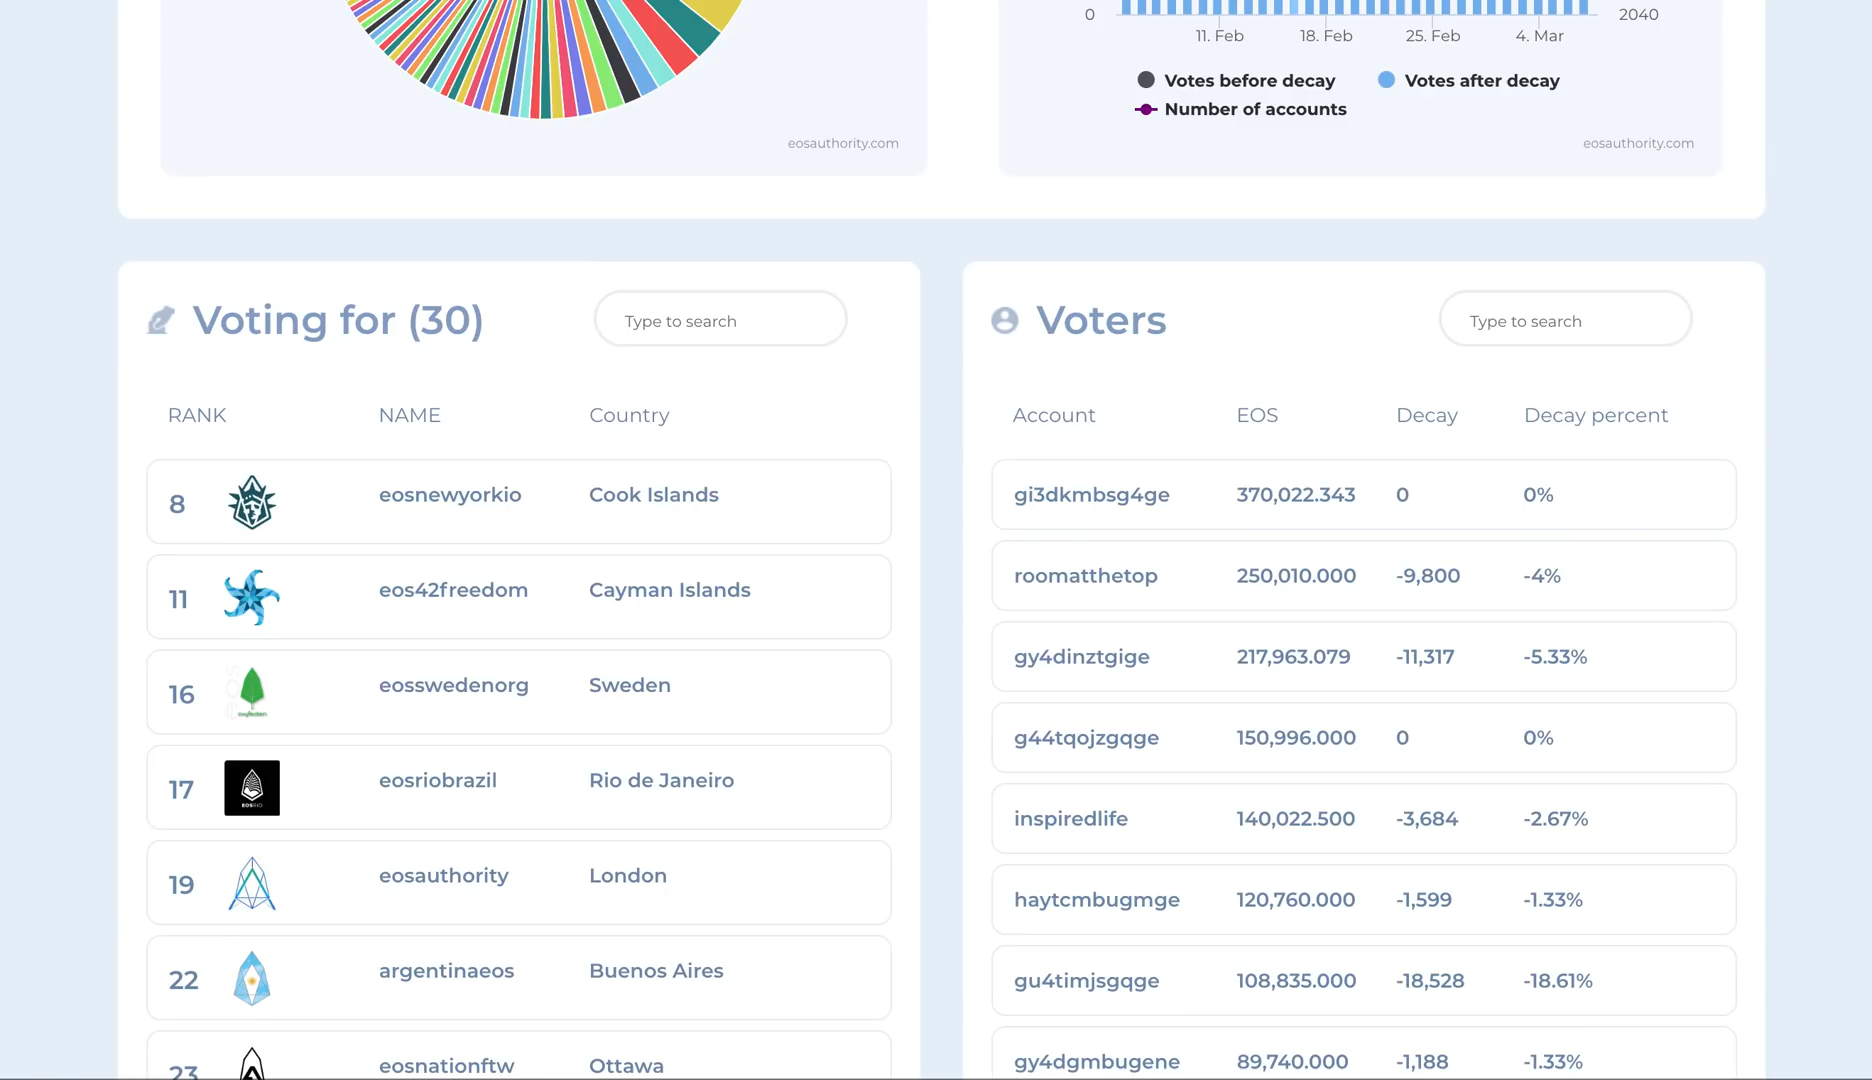 0
2040
11. Feb
18. Feb
25. Feb
4. Mar
Votes before decay
Votes after decay
Number of accounts
eosauthority.com
eosauthority.com
Voting for (30)
Type to search
RANK NAME Country
8 eosnewyorkio Cook Islands
11 eos42freedom Cayman Islands
16 eosswedenorg Sweden
17 EOSRIO eosriobrazil Rio de Janeiro
19 eosauthority London
22 argentinaeos Buenos Aires
23 eosnationftw Ottawa
Voters
Type to search
Account EOS Decay Decay percent
gi3dkmbsg4ge 370,022.343 0 0%
roomatthetop 250,010.000 -9,800 -4%
gy4dinztgige 217,963.079 -11,317 -5.33%
g44tqojzgqge 150,996.000 0 0%
inspiredlife 140,022.500 -3,684 -2.67%
haytcmbugmge 120,760.000 -1,599 -1.33%
gu4timjsgqge 108,835.000 -18,528 -18.61%
gy4dgmbugene 89,740.000 -1,188 -1.33%